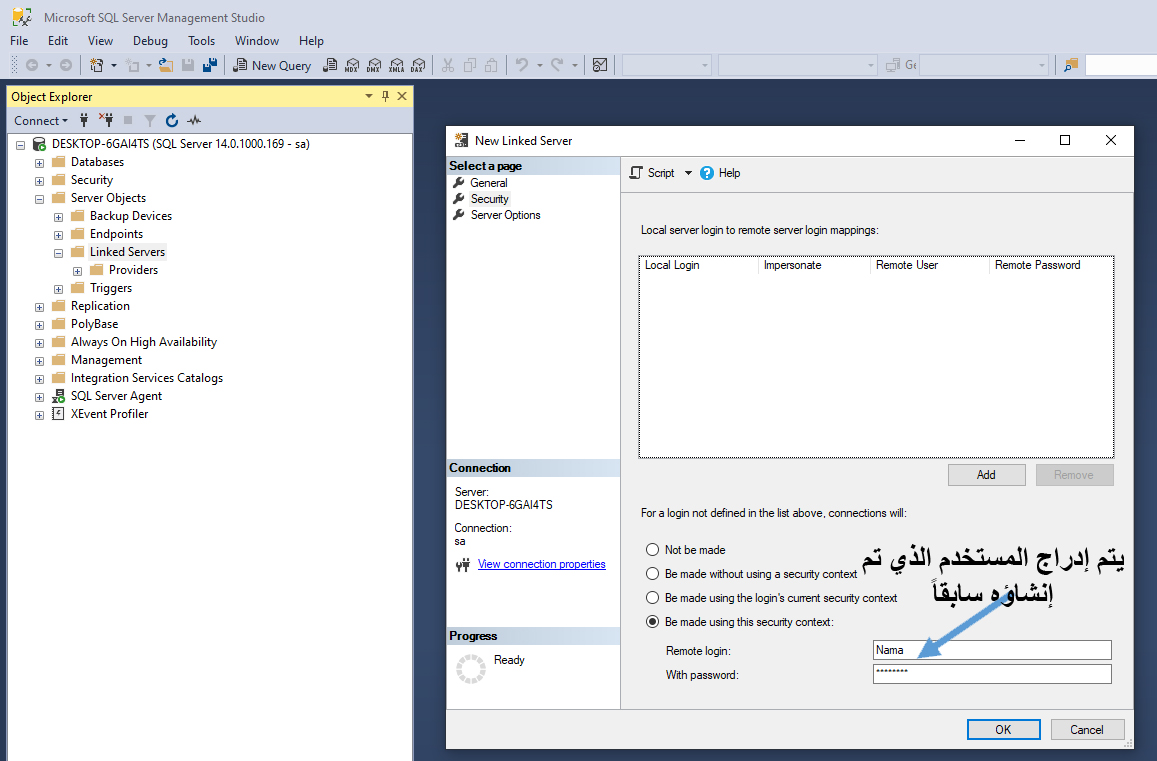 Microsoft SQL Server Management Studio
File Edit View Debug Tools Window Help
New Query MDX DMX XMLA DAX
Object Explorer
Connect
DESKTOP-6GAI4TS (SQL Server 14.0.1000.169 - sa)
Databases
Security
Server Objects
Backup Devices
Endpoints
Linked Servers
Providers
Triggers
Replication
PolyBase
Always On High Availability
Management
Integration Services Catalogs
SQL Server Agent
XEvent Profiler
New Linked Server
Select a page
General
Security
Server Options
Connection
Server:
DESKTOP-6GAI4TS
Connection:
sa
View connection properties
Progress
Ready
Script Help
Local server login to remote server login mappings:
Local Login Impersonate Remote User Remote Password
Add Remove
For a login not defined in the list above, connections will:
Not be made
Be made without using a security context
Be made using the login's current security context
Be made using this security context:
يتم إدراج المستخدم الذي تم
إنشاؤه سابقاً
Remote login: Nama
With password: ********
OK Cancel